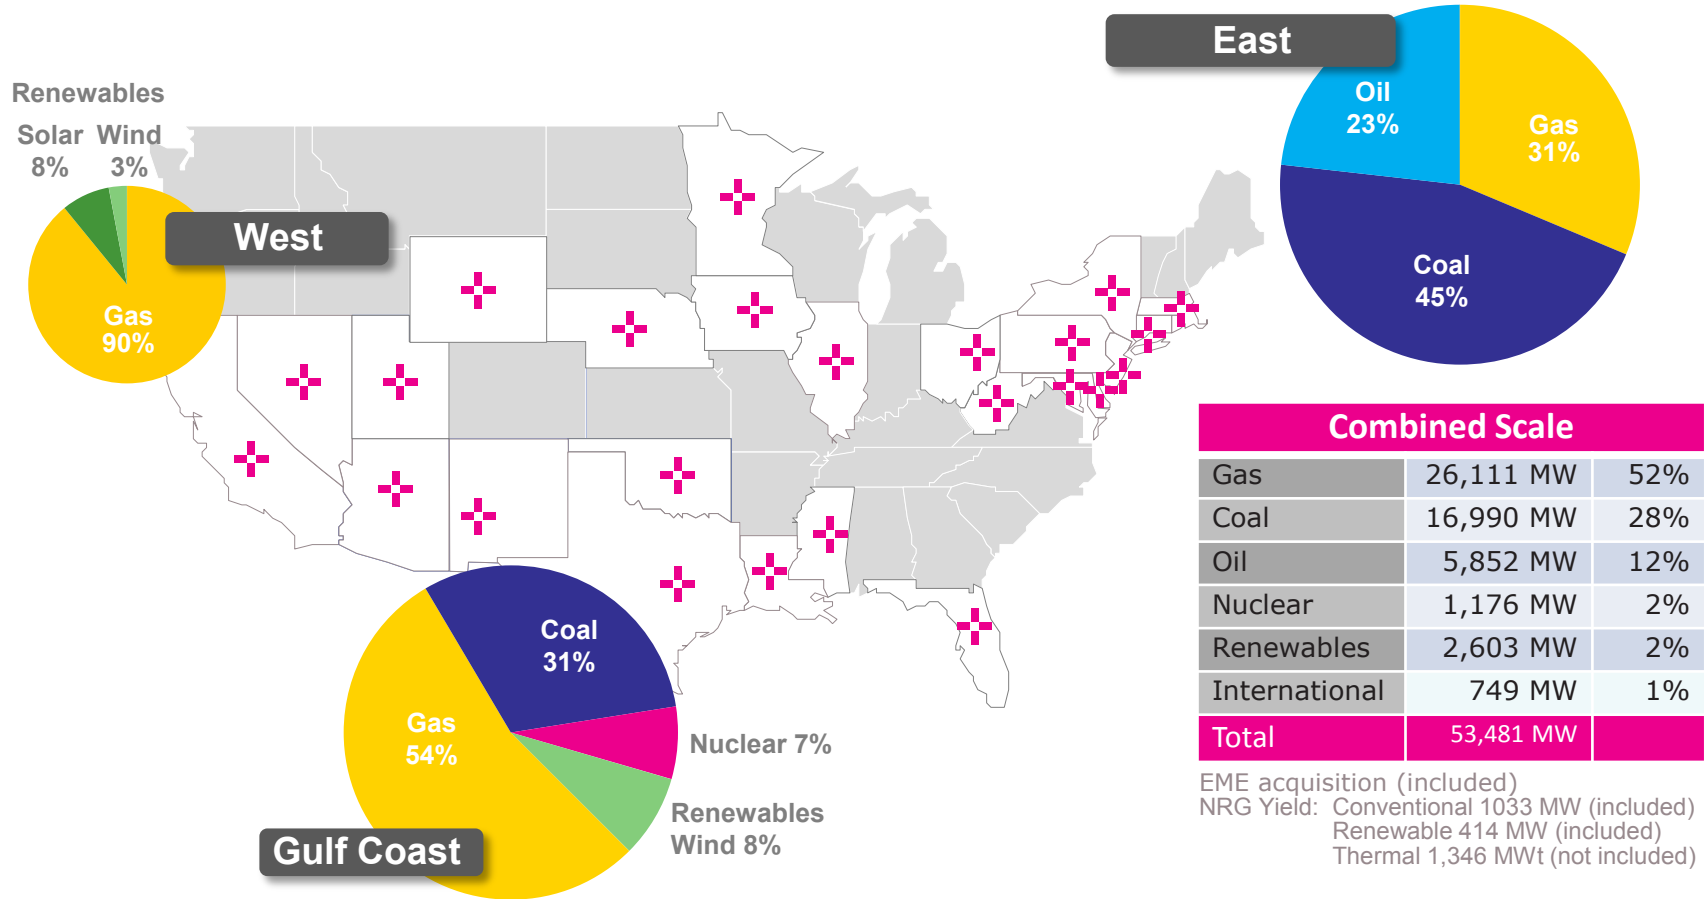 East
Oil
23%
Gas
31%
Coal
45%
Renewables
Solar Wind
8% 3%
West
Gas
90%
Coal
31%
Gas
54%
Nuclear 7%
Renewables
Wind 8%
Gulf Coast
Combined Scale
Gas 26,111 MW 52%
Coal 16,990 MW 28%
Oil 5,852 MW 12%
Nuclear 1,176 MW 2%
Renewables 2,603 MW 2%
International 749 MW 1%
Total 53,481 MW
EME acquisition (included)
NRG Yield: Conventional 1033 MW (included)
Renewable 414 MW (included)
Thermal 1,346 MWt (not included)